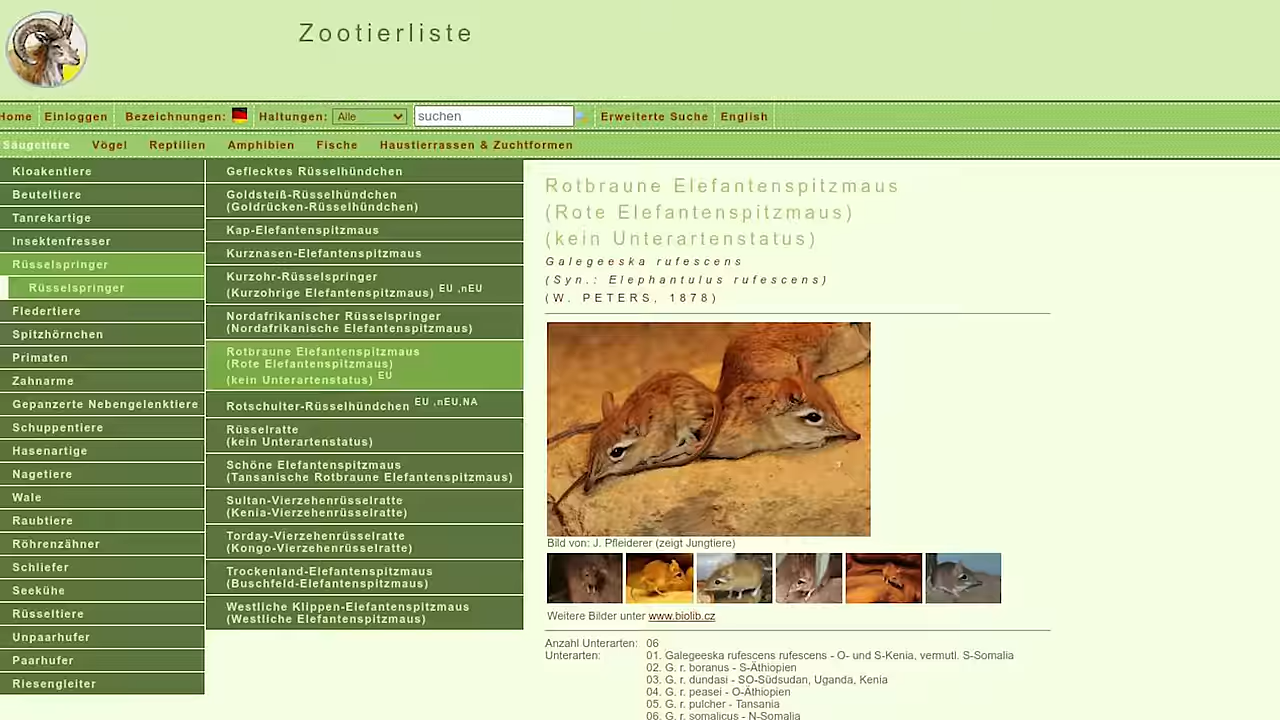 Zootierliste
Home Einloggen Bezeichnungen: Haltungen: Alle suchen Erweiterte Suche English
Säugetiere Vögel Reptilien Amphibien Fische Haustierrassen & Zuchtformen
Kloakentiere
Beuteltiere
Tanrekartige
Insektenfresser
Rüsselspringer
Rüsselspringer
Fledertiere
Spitzhörnchen
Primaten
Zahnarme
Gepanzerte Nebengelenktiere
Schuppentiere
Hasenartige
Nagetiere
Wale
Raubtiere
Röhrenzähner
Schliefer
Seekühe
Rüsseltiere
Unpaarhufer
Paarhufer
Riesengleiter
Geflecktes Rüsselhündchen
Goldsteiß-Rüsselhündchen
(Goldrücken-Rüsselhündchen)
Kap-Elefantenspitzmaus
Kurznasen-Elefantenspitzmaus
Kurzohr-Rüsselspringer
(Kurzohrige Elefantenspitzmaus) EU ,nEU
Nordafrikanischer Rüsselspringer
(Nordafrikanische Elefantenspitzmaus)
Rotbraune Elefantenspitzmaus
(Rote Elefantenspitzmaus)
(kein Unterartenstatus) EU
Rotschulter-Rüsselhündchen EU ,nEU,NA
Rüsselratte
(kein Unterartenstatus)
Schöne Elefantenspitzmaus
(Tansanische Rotbraune Elefantenspitzmaus)
Sultan-Vierzehenrüsselratte
(Kenia-Vierzehenrüsselratte)
Torday-Vierzehenrüsselratte
(Kongo-Vierzehenrüsselratte)
Trockenland-Elefantenspitzmaus
(Buschfeld-Elefantenspitzmaus)
Westliche Klippen-Elefantenspitzmaus
(Westliche Elefantenspitzmaus)
Rotbraune Elefantenspitzmaus
(Rote Elefantenspitzmaus)
(kein Unterartenstatus)
Galegeeska rufescens
(Syn.: Elephantulus rufescens)
(W. PETERS, 1878)
Bild von: J. Pfleiderer (zeigt Jungtiere)
Weitere Bilder unter www.biolib.cz
Anzahl Unterarten: 06
Unterarten: 01. Galegeeska rufescens rufescens - O- und S-Kenia, vermutl. S-Somalia
02. G. r. boranus - S-Äthiopien
03. G. r. dundasi - SO-Südsudan, Uganda, Kenia
04. G. r. peasei - O-Äthiopien
05. G. r. pulcher - Tansania
06. G. r. somalicus - N-Somalia